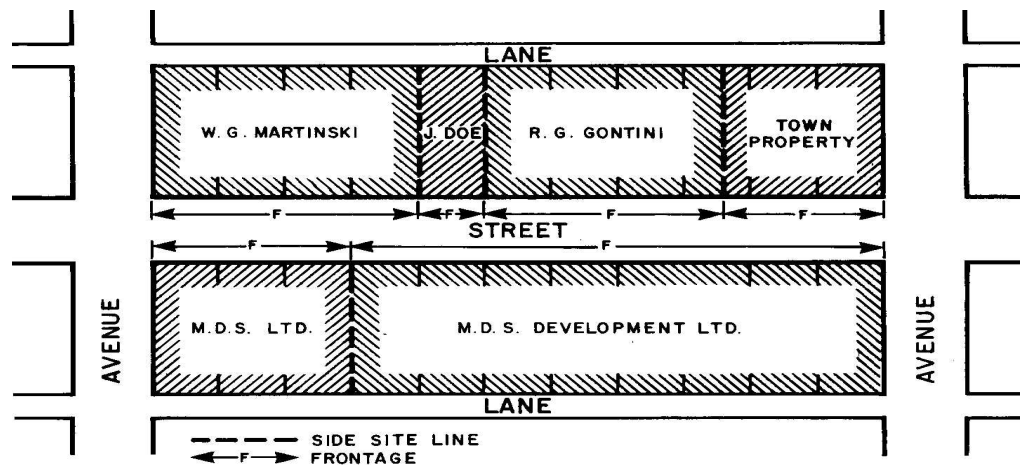 LANE
W. G. MARTINSKI J. DOE R. G. GONTINI TOWN PROPERTY
F F F F
STREET
F F
M.D.S. LTD. M.D.S. DEVELOPMENT LTD.
AVENUE AVENUE
LANE
SIDE SITE LINE
F FRONTAGE